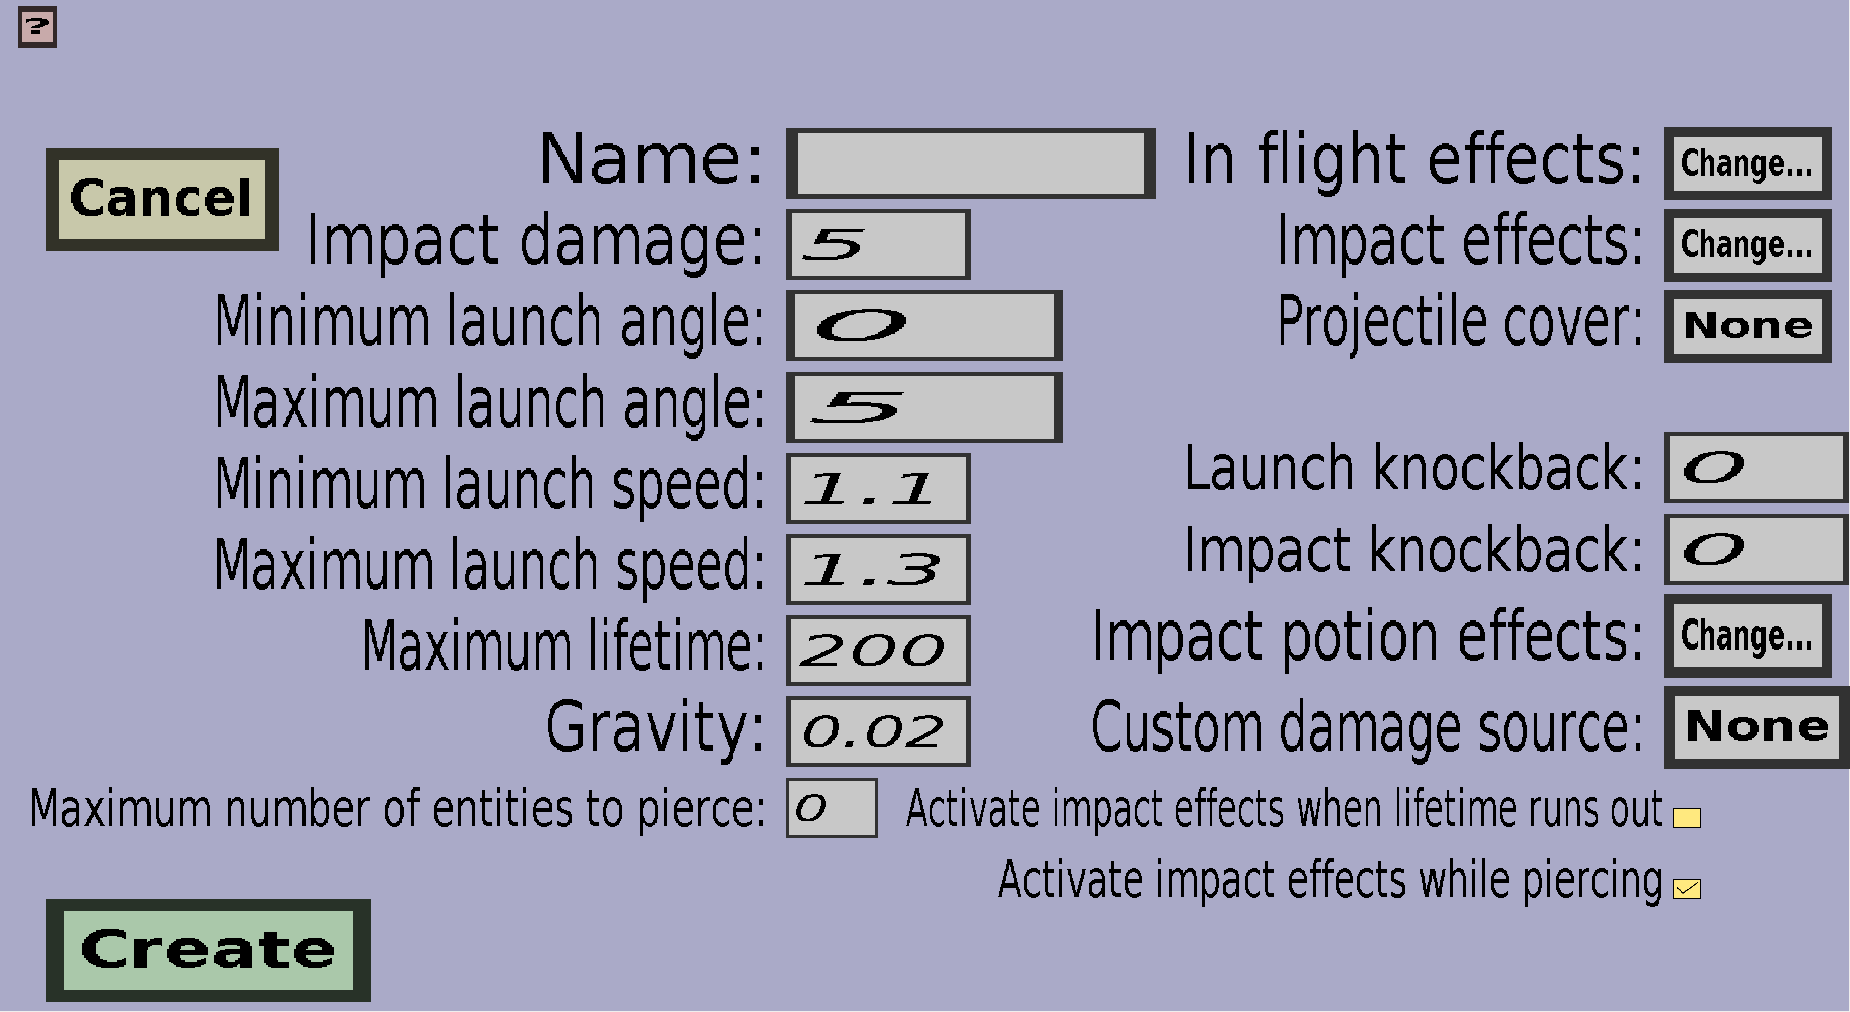 ?
Cancel
Name:
Impact damage: 5
Minimum launch angle: 0
Maximum launch angle: 5
Minimum launch speed: 1.1
Maximum launch speed: 1.3
Maximum lifetime: 200
Gravity: 0.02
Maximum number of entities to pierce: 0
In flight effects: Change...
Impact effects: Change...
Projectile cover: None
Launch knockback: 0
Impact knockback: 0
Impact potion effects: Change...
Custom damage source: None
Activate impact effects when lifetime runs out
Activate impact effects while piercing
Create